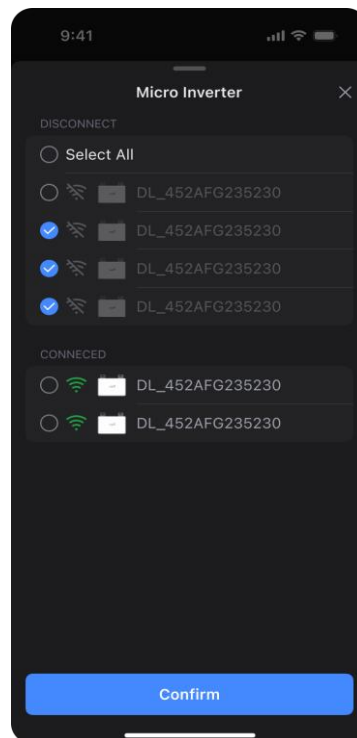 9:41
Micro Inverter
DISCONNECT
Select All
DL_452AFG235230
DL_452AFG235230
DL_452AFG235230
DL_452AFG235230
CONNECED
DL_452AFG235230
DL_452AFG235230
Confirm